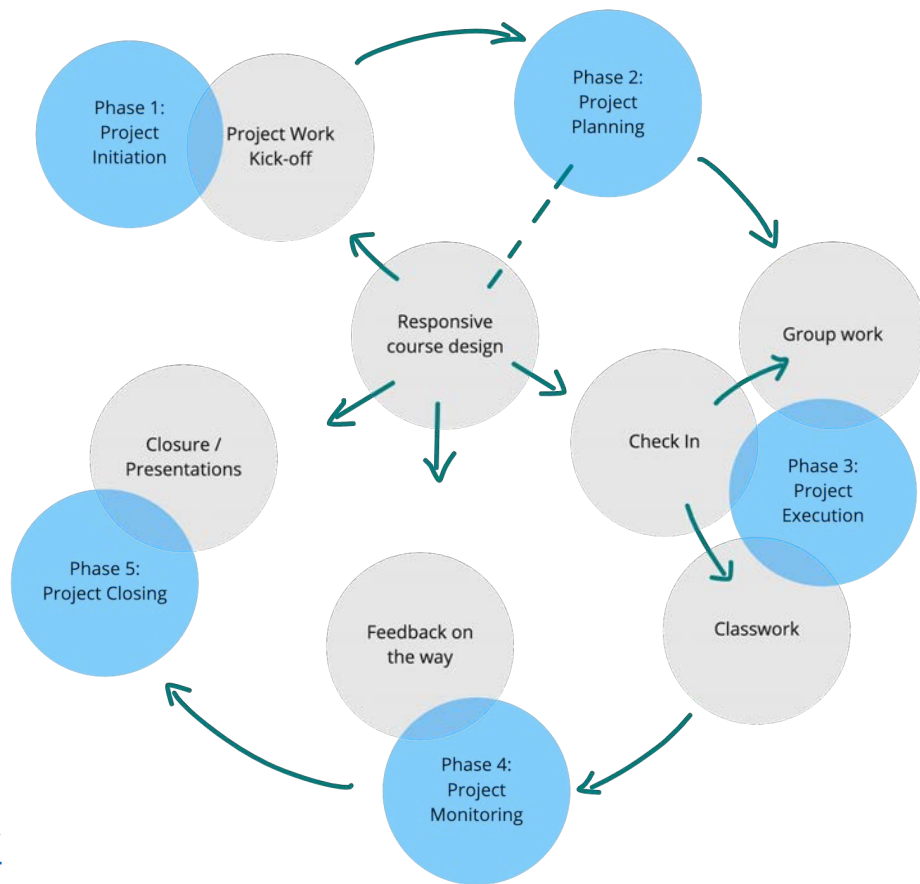 Phase 1:
Project
Initiation
Project Work
Kick-off
Phase 2:
Project
Planning
Responsive
course design
Group work
Check In
Phase 3:
Project
Execution
Classwork
Closure /
Presentations
Phase 5:
Project Closing
Feedback on
the way
Phase 4:
Project
Monitoring